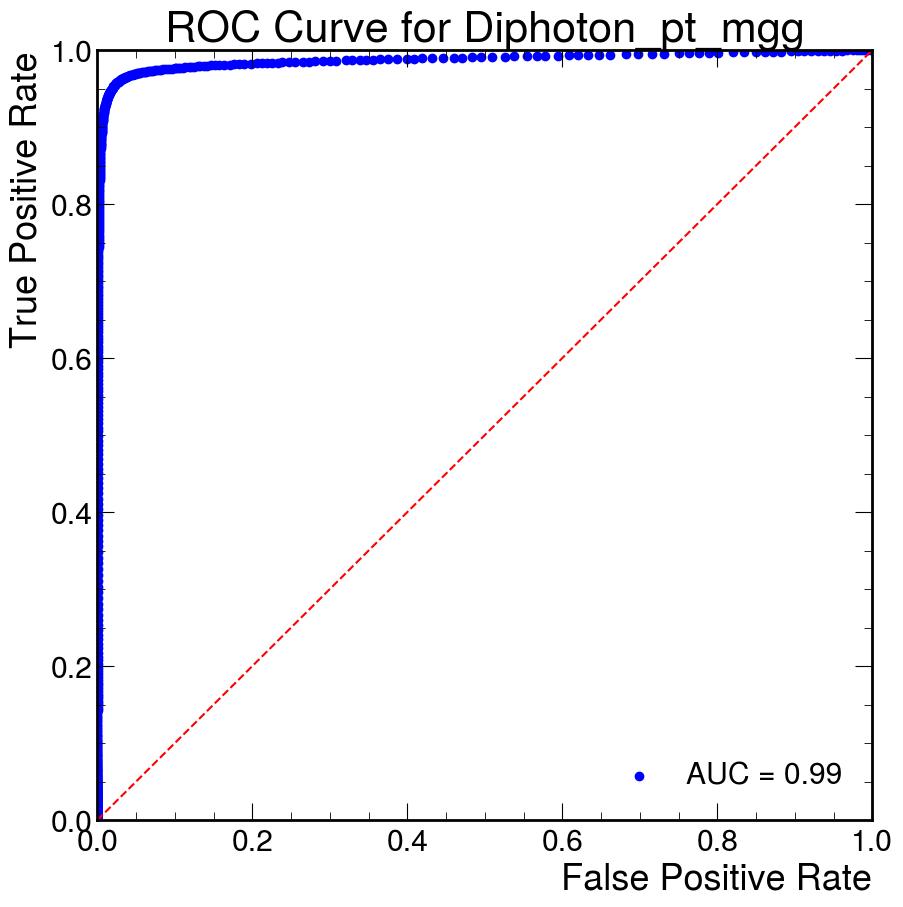 ROC Curve for Diphoton_pt_mgg
True Positive Rate
1.0
0.8
0.6
0.4
0.2
0.0
AUC = 0.99
0.0 0.2 0.4 0.6 0.8 1.0
False Positive Rate